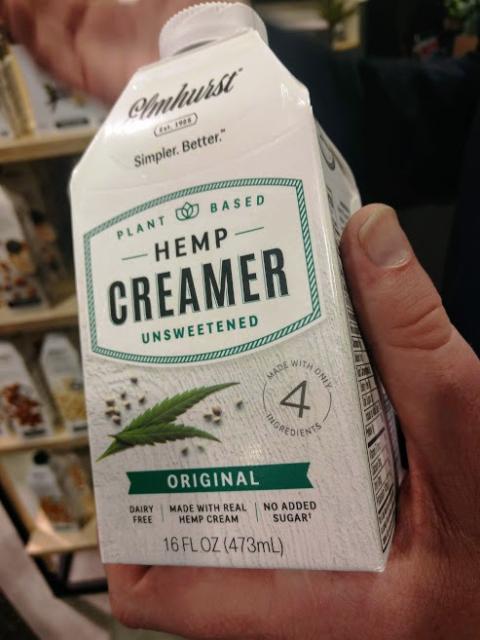 Elmhurst™
Est. 1925
Simpler. Better.™
PLANT BASED
HEMP
CREAMER
UNSWEETENED
MADE WITH ONLY
4
INGREDIENTS
ORIGINAL
DAIRY FREE
MADE WITH REAL HEMP CREAM
NO ADDED SUGAR†
16 FL OZ (473mL)